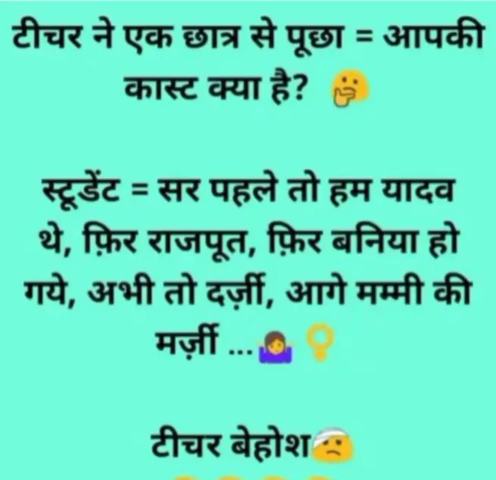 टीचर ने एक छात्र से पूछा = आपकी
कास्ट क्या है? 🤔
स्टूडेंट = सर पहले तो हम यादव
थे, फ़िर राजपूत, फ़िर बनिया हो
गये, अभी तो दर्ज़ी, आगे मम्मी की
मर्ज़ी ...🤷‍♀
टीचर बेहोश🤕